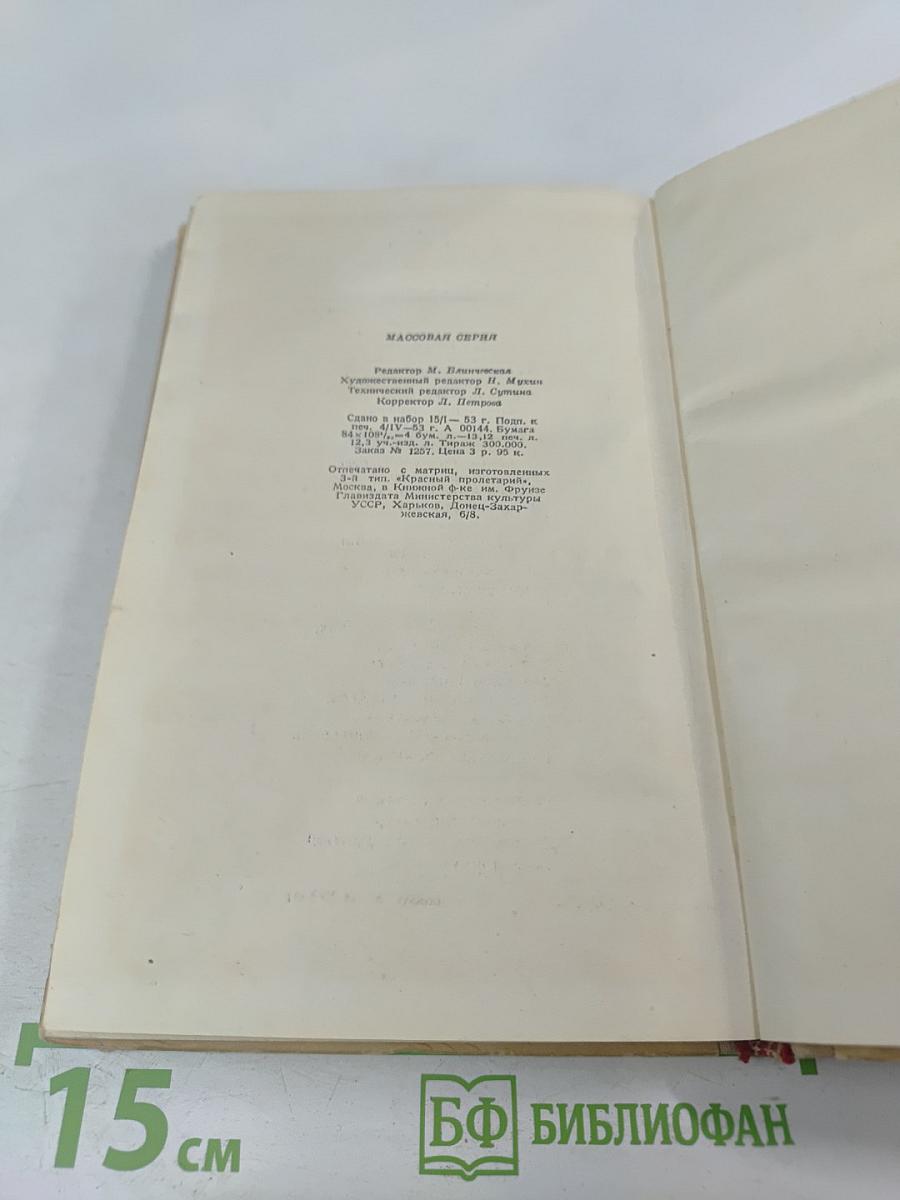 МАССОВАЯ СЕРИЯ
Редактор М. Блинчевская
Художественный редактор Н. Мухин
Технический редактор Л. Сутина
Корректор Л. Петрова
Сдано в набор 15/I—53 г. Подп. к
печ. 4/IV—53 г. А 00144. Бумага
84×108¹/₃₂=4 бум. л.—13,12 печ. л.
12,3 уч.-изд. л. Тираж 300.000.
Заказ № 1257. Цена 3 р. 95 к.
Отпечатано с матриц, изготовленных
3-й тип. «Красный пролетарий»,
Москва, в Книжной ф-ке им. Фрунзе
Главиздата Министерства культуры
УССР, Харьков, Донец-Захар-
жевская, 6/8.
15 см
БФ БИБЛИОФАН